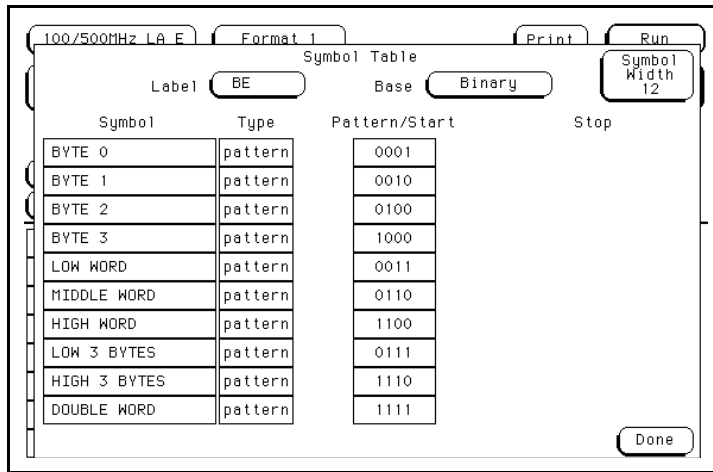 100/500MHz LA E Format 1 Print Run
Symbol Table
Label BE Base Binary Symbol Width 12
Symbol Type Pattern/Start Stop
BYTE 0 pattern 0001
BYTE 1 pattern 0010
BYTE 2 pattern 0100
BYTE 3 pattern 1000
LOW WORD pattern 0011
MIDDLE WORD pattern 0110
HIGH WORD pattern 1100
LOW 3 BYTES pattern 0111
HIGH 3 BYTES pattern 1110
DOUBLE WORD pattern 1111
Done